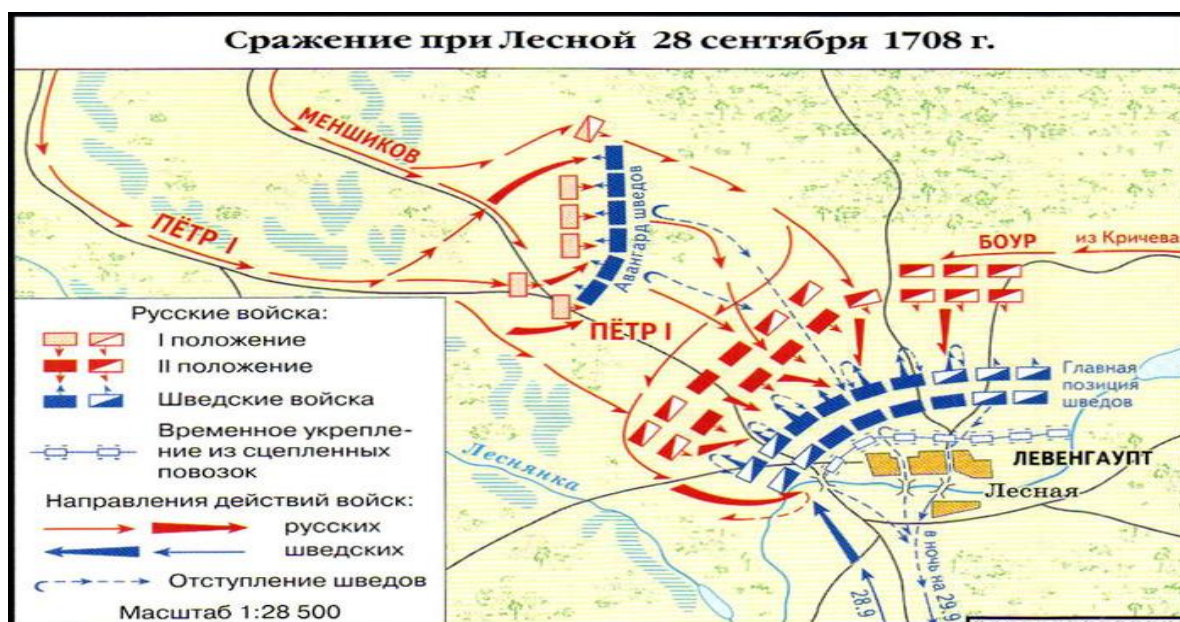 Сражение при Лесной 28 сентября 1708 г.
МЕНШИКОВ
ПЁТР I
Авангард шведов
БОУР
из Кричева
ПЁТР I
Главная
позиция
шведов
ЛЕВЕНГАУПТ
Лесная
Леснянка
28.9
в ночь на 29.9
Русские войска:
I положение
II положение
Шведские войска
Временное укрепле-
ние из сцепленных
повозок
Направления действий войск:
русских
шведских
Отступление шведов
Масштаб 1:28 500